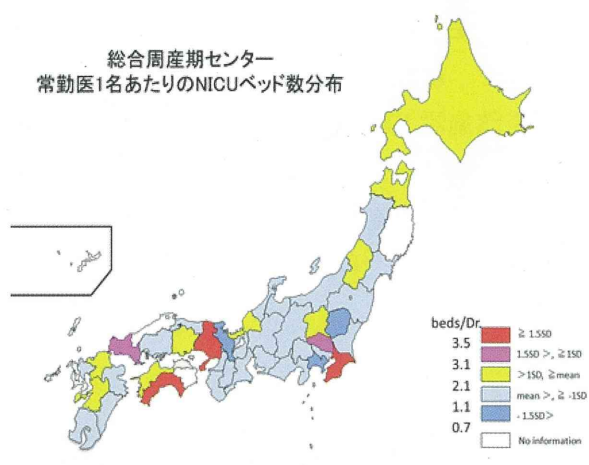 総合周産期センター
常勤医1名あたりのNICUベッド数分布
beds/Dr.
3.5
3.1
2.1
1.1
0.7
≧ 1.5SD
1.5SD >, ≧1SD
>1SD, ≧mean
mean >, ≧ -1SD
- 1.5SD>
No information